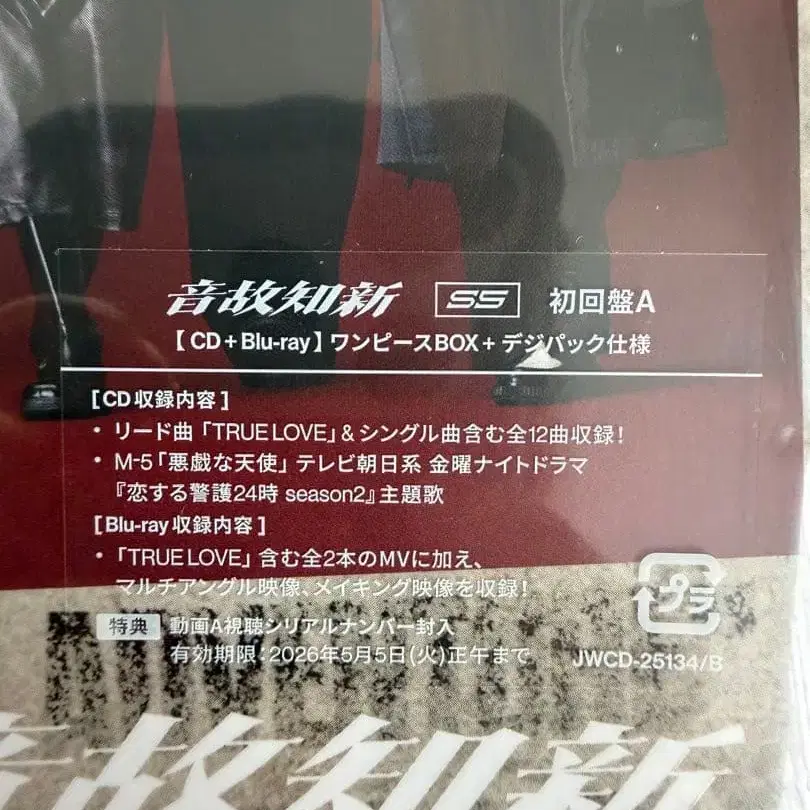 音故知新 SS 初回盤A
【CD+Blu-ray】ワンピースBOX+デジパック仕様
[CD収録内容]
・リード曲「TRUE LOVE」&シングル曲含む全12曲収録!
・M-5「悪戯な天使」テレビ朝日系 金曜ナイトドラマ
『恋する警護24時 season2』主題歌
[Blu-ray収録内容]
・「TRUE LOVE」含む全2本のMVに加え、
マルチアングル映像、メイキング映像を収録!
特典 動画A視聴シリアルナンバー封入
有効期限:2026年5月5日(火)正午まで
プラ
JWCD-25134/B
音故知新